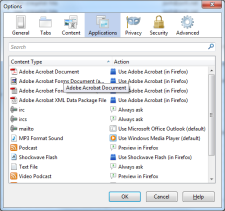 Options
General Tabs Content Applications Privacy Security Advanced
Search
Content Type Action
Adobe Acrobat Document Use Adobe Acrobat (in Firefox)
Adobe Acrobat Forms Document (a... Use Adobe Acrobat (in Firefox)
Adobe Acrobat Document
Adobe Acrobat Use Adobe Acrobat (in Firefox)
Adobe Acrobat XML Data Package File Use Adobe Acrobat (in Firefox)
irc Always ask
ircs Always ask
mailto Use Microsoft Office Outlook (default)
MP3 Format Sound Use Windows Media Player (default)
Podcast Preview in Firefox
Shockwave Flash Use Shockwave Flash (in Firefox)
Text File Always ask
Video Podcast Preview in Firefox
OK Cancel Help